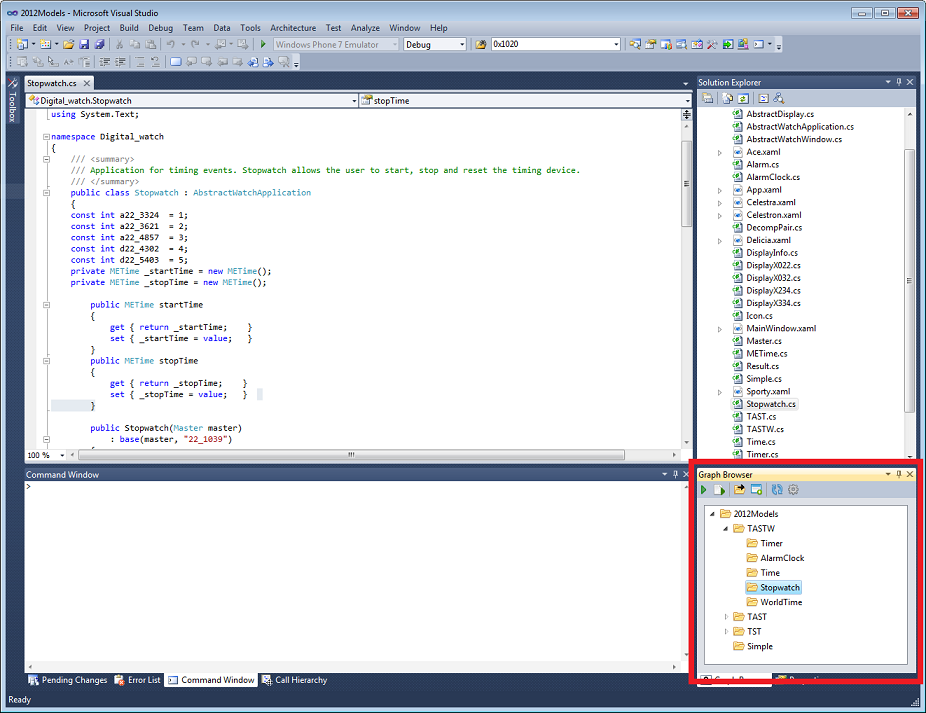 2012Models - Microsoft Visual Studio
File Edit View Project Build Debug Team Data Tools Architecture Test Analyze Window Help
Windows Phone 7 Emulator Debug 0x1020
Toolbox
Stopwatch.cs
Digital_watch.Stopwatch stopTime
using System.Text;
namespace Digital_watch
{
/// <summary>
/// Application for timing events. Stopwatch allows the user to start, stop and reset the timing device.
/// </summary>
public class Stopwatch : AbstractWatchApplication
{
const int a22_3324 = 1;
const int a22_3621 = 2;
const int a22_4857 = 3;
const int d22_4302 = 4;
const int d22_5403 = 5;
private METime _startTime = new METime();
private METime _stopTime = new METime();
public METime startTime
{
get { return _startTime; }
set { _startTime = value; }
}
public METime stopTime
{
get { return _stopTime; }
set { _stopTime = value; }
}
public Stopwatch(Master master)
: base(master, "22_1039")
100 %
Solution Explorer
AbstractDisplay.cs
AbstractWatchApplication.cs
AbstractWatchWindow.cs
Ace.xaml
Alarm.cs
AlarmClock.cs
App.xaml
Celestra.xaml
Celestron.xaml
DecompPair.cs
Delicia.xaml
DisplayInfo.cs
DisplayX022.cs
DisplayX032.cs
DisplayX234.cs
DisplayX334.cs
Icon.cs
MainWindow.xaml
Master.cs
METime.cs
Result.cs
Simple.cs
Sporty.xaml
Stopwatch.cs
TAST.cs
TASTW.cs
Time.cs
Timer.cs
Command Window
>
Graph Browser
2012Models
TASTW
Timer
AlarmClock
Time
Stopwatch
WorldTime
TAST
TST
Simple
Pending Changes Error List Command Window Call Hierarchy
Ready